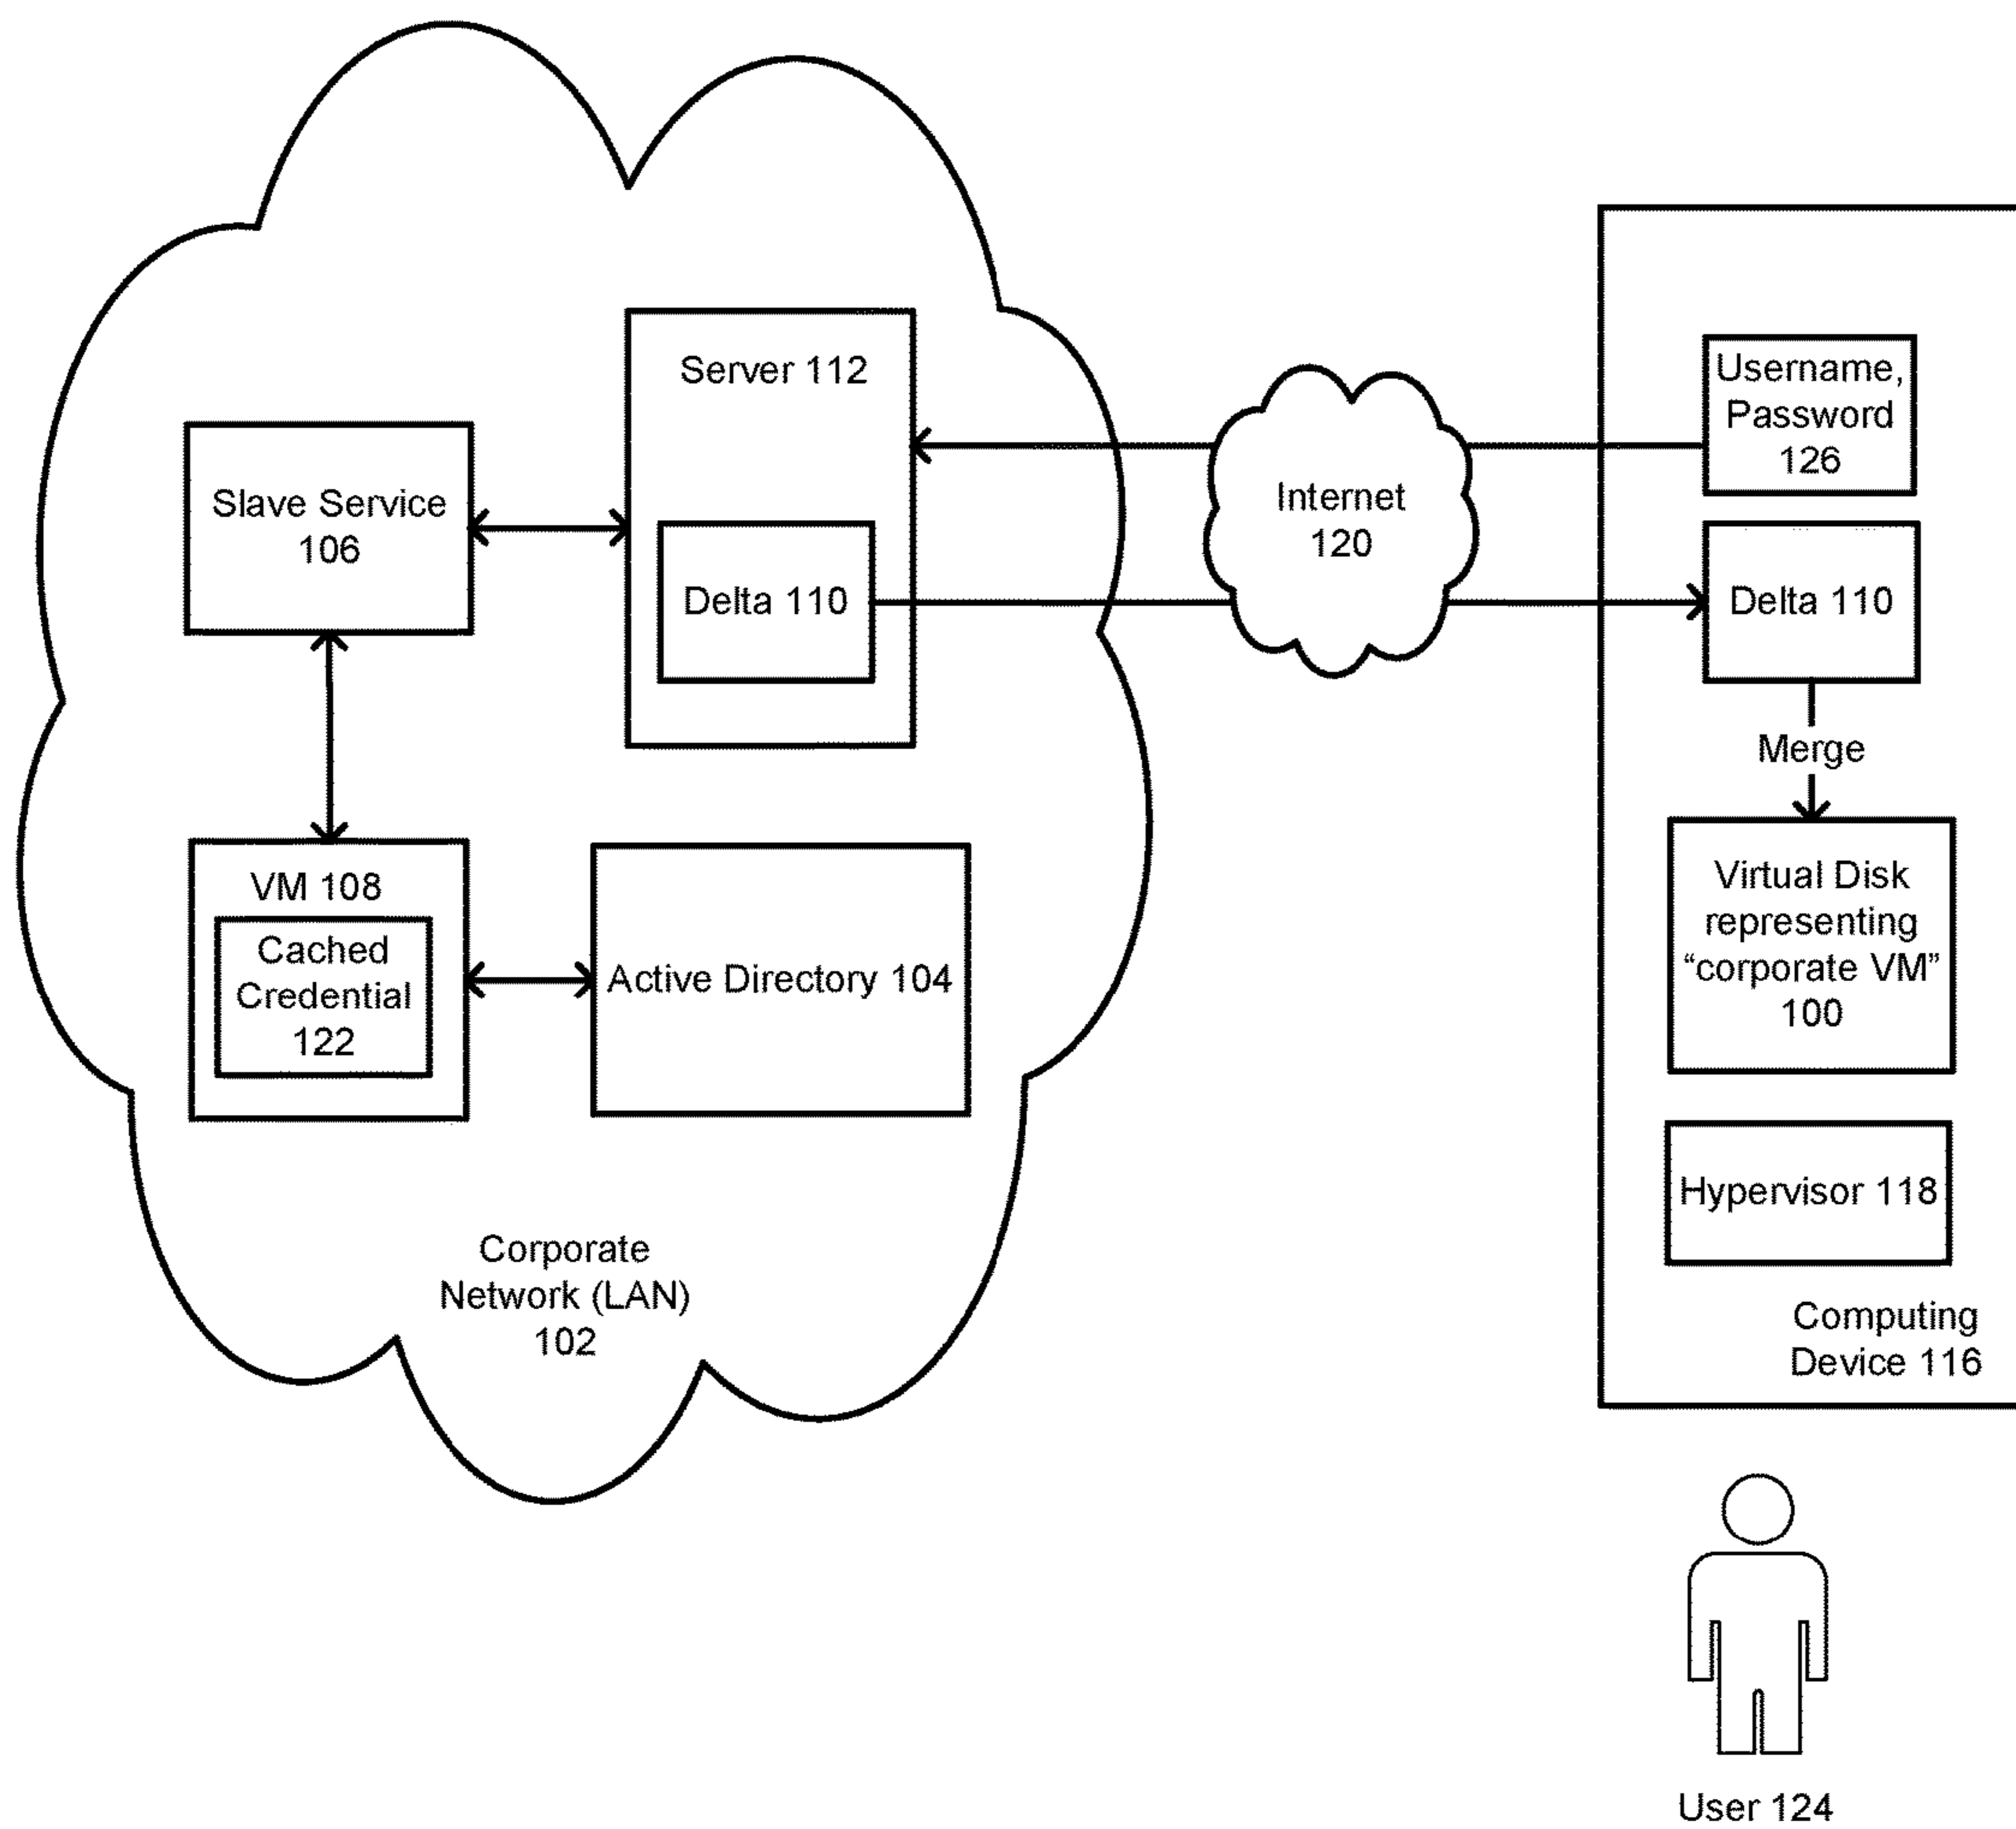 Server 112
Slave Service
106
Delta 110
VM 108
Cached
Credential
122
Active Directory 104
Corporate
Network (LAN)
102
Internet
120
Username,
Password
126
Delta 110
Merge
Virtual Disk
representing
“corporate VM”
100
Hypervisor 118
Computing
Device 116
User 124